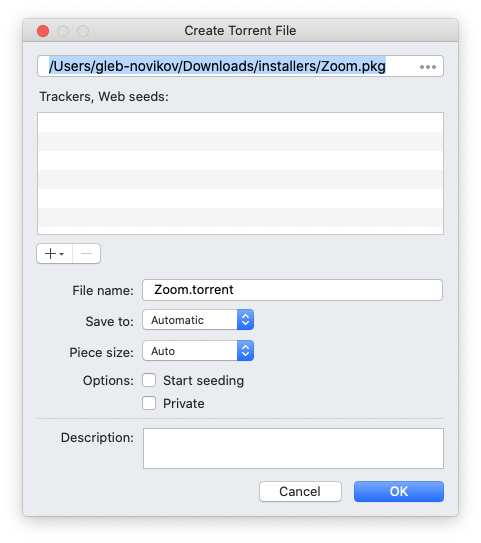 Create Torrent File
/Users/gleb-novikov/Downloads/installers/Zoom.pkg
Trackers, Web seeds:
File name: Zoom.torrent
Save to: Automatic
Piece size: Auto
Options: Start seeding
Private
Description:
Cancel OK